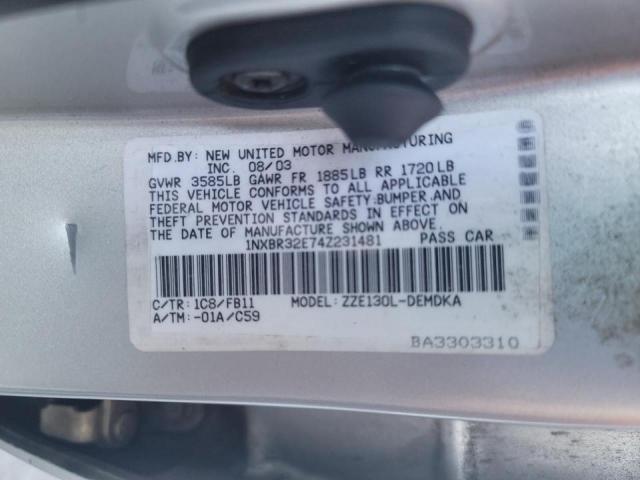 MFD.BY: NEW UNITED MOTOR MANUFACTURING
INC. 08/03
GVWR 3585LB GAWR FR 1885LB RR 1720LB
THIS VEHICLE CONFORMS TO ALL APPLICABLE
FEDERAL MOTOR VEHICLE SAFETY,BUMPER,AND
THEFT PREVENTION STANDARDS IN EFFECT ON
THE DATE OF MANUFACTURE SHOWN ABOVE.
1NXBR32E74Z231481 PASS CAR
C/TR: 1C8/FB11 MODEL: ZZE130L-DEMDKA
A/TM: -01A/C59
BA3303310